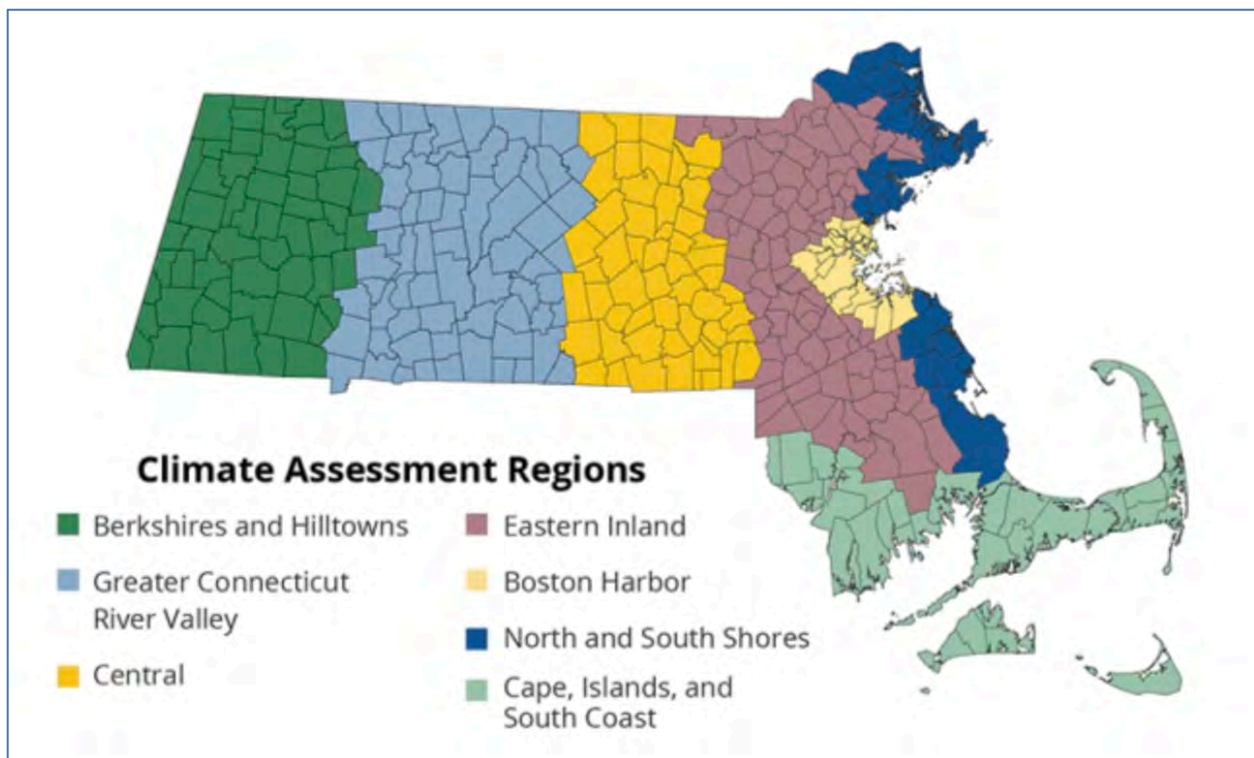 Climate Assessment Regions
Berkshires and Hilltowns
Greater Connecticut
River Valley
Central
Eastern Inland
Boston Harbor
North and South Shores
Cape, Islands, and
South Coast